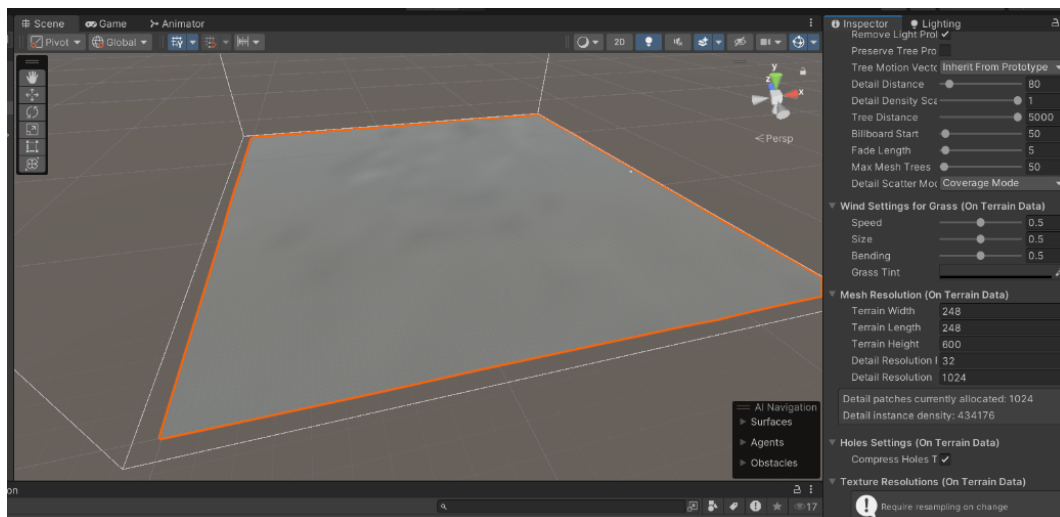 Scene Game Animator
Inspector Lighting
Pivot Global
2D
Remove Light Prol
Preserve Tree Pro
Tree Motion Vectc Inherit From Prototype
Detail Distance 80
Detail Density Sca 1
Tree Distance 5000
Billboard Start 50
Fade Length 5
Max Mesh Trees 50
Detail Scatter Moc Coverage Mode
y
z
x
Persp
Wind Settings for Grass (On Terrain Data)
Speed 0.5
Size 0.5
Bending 0.5
Grass Tint
Mesh Resolution (On Terrain Data)
Terrain Width 248
Terrain Length 248
Terrain Height 600
Detail Resolution F 32
Detail Resolution 1024
Detail patches currently allocated: 1024
Detail instance density: 434176
Holes Settings (On Terrain Data)
Compress Holes T
Texture Resolutions (On Terrain Data)
Require resampling on change
AI Navigation
Surfaces
Agents
Obstacles
on
17